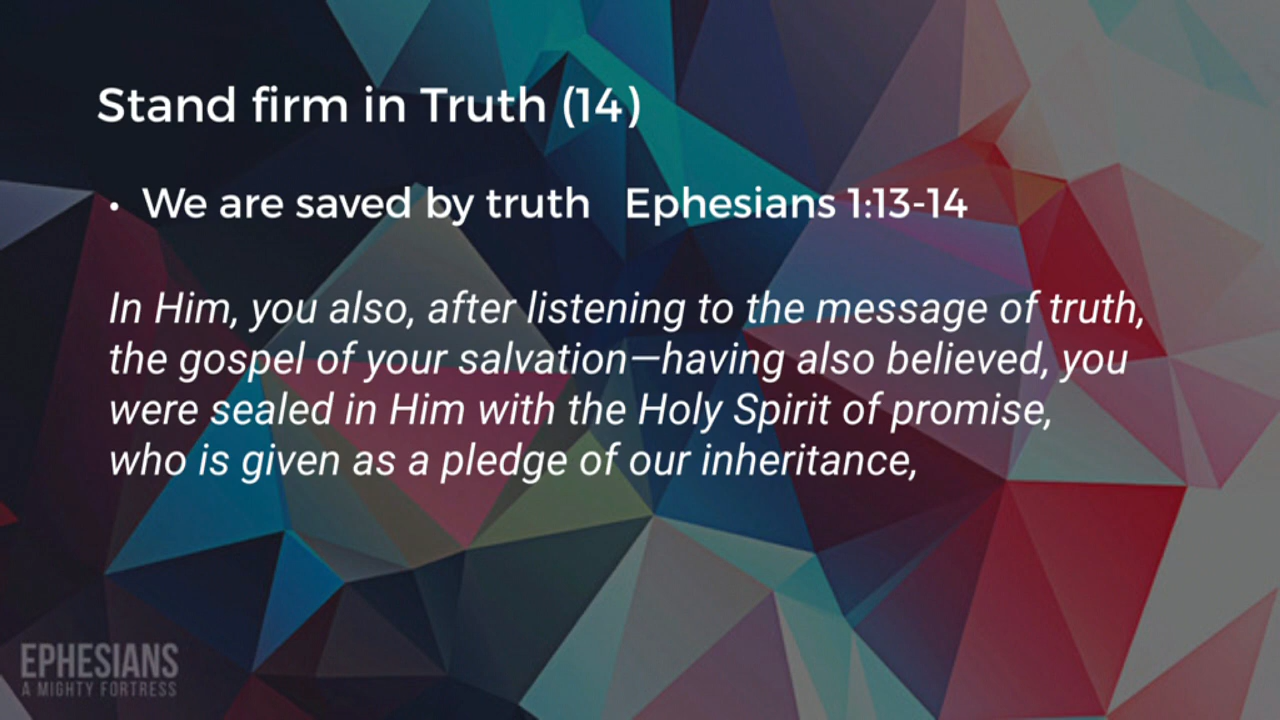 Stand firm in Truth (14)
• We are saved by truth Ephesians 1:13-14
In Him, you also, after listening to the message of truth,
the gospel of your salvation—having also believed, you
were sealed in Him with the Holy Spirit of promise,
who is given as a pledge of our inheritance,
EPHESIANS
A MIGHTY FORTRESS